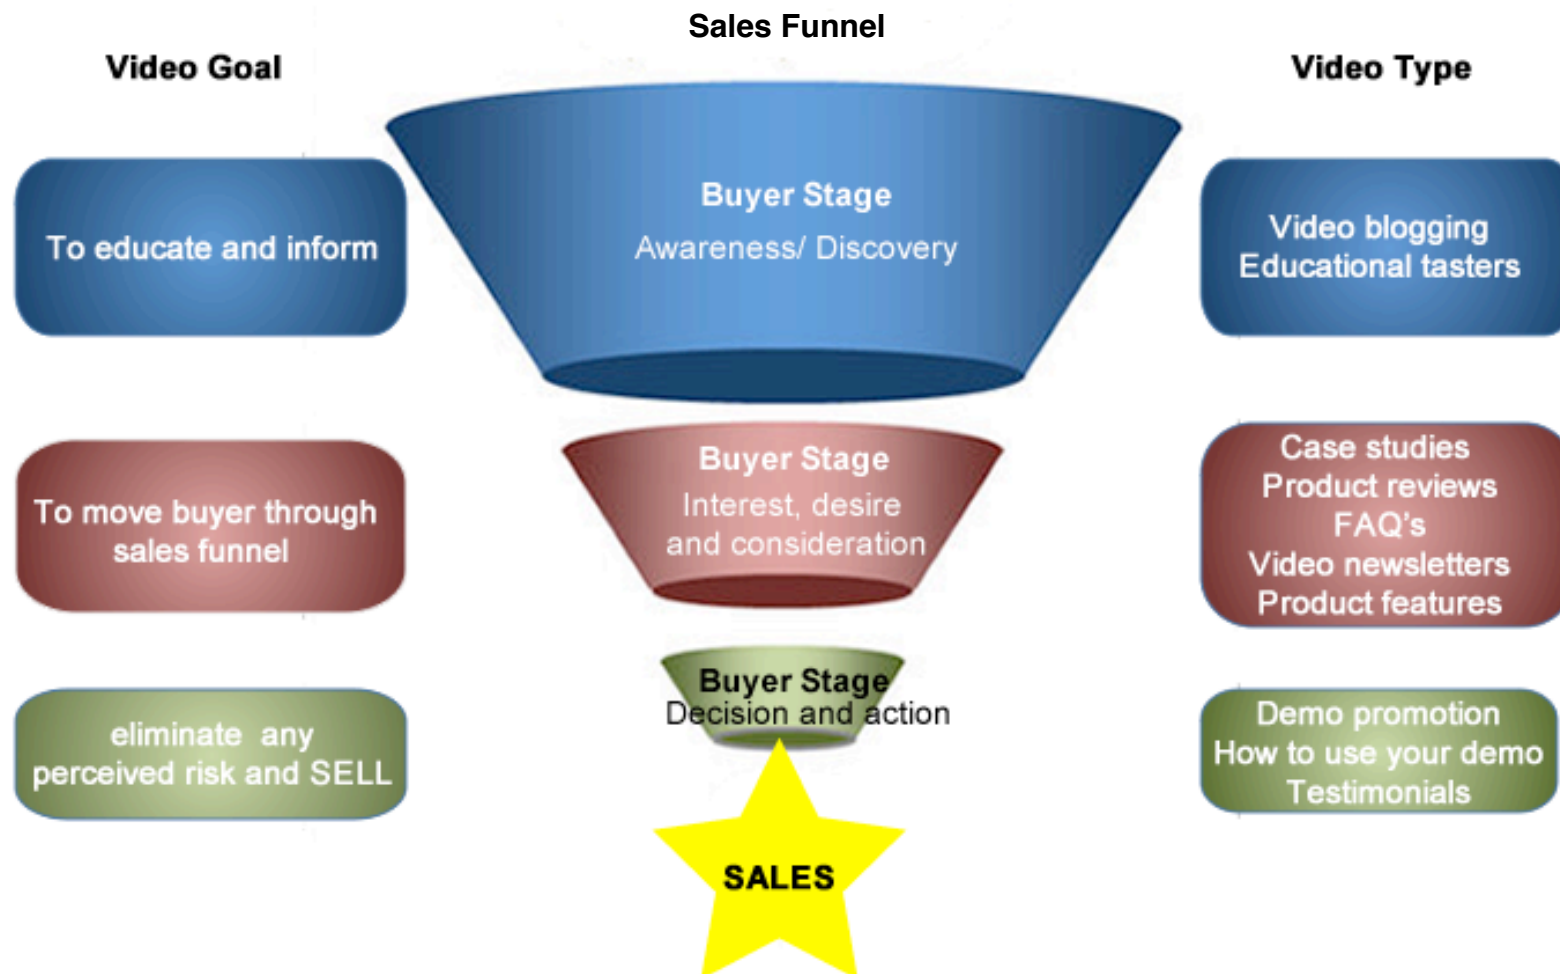 Sales Funnel
Video Goal
Video Type
To educate and inform
Buyer Stage
Awareness/ Discovery
Video blogging
Educational tasters
To move buyer through
sales funnel
Buyer Stage
Interest, desire
and consideration
Case studies
Product reviews
FAQ's
Video newsletters
Product features
eliminate any
perceived risk and SELL
Buyer Stage
Decision and action
Demo promotion
How to use your demo
Testimonials
SALES